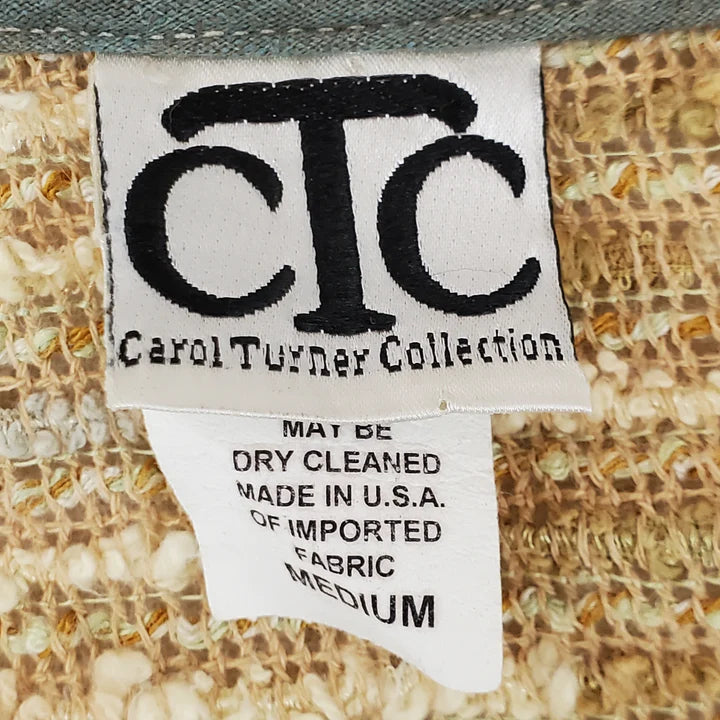 CTC
Carol Turner Collection
MAY BE
DRY CLEANED
MADE IN U.S.A.
OF IMPORTED
FABRIC
MEDIUM